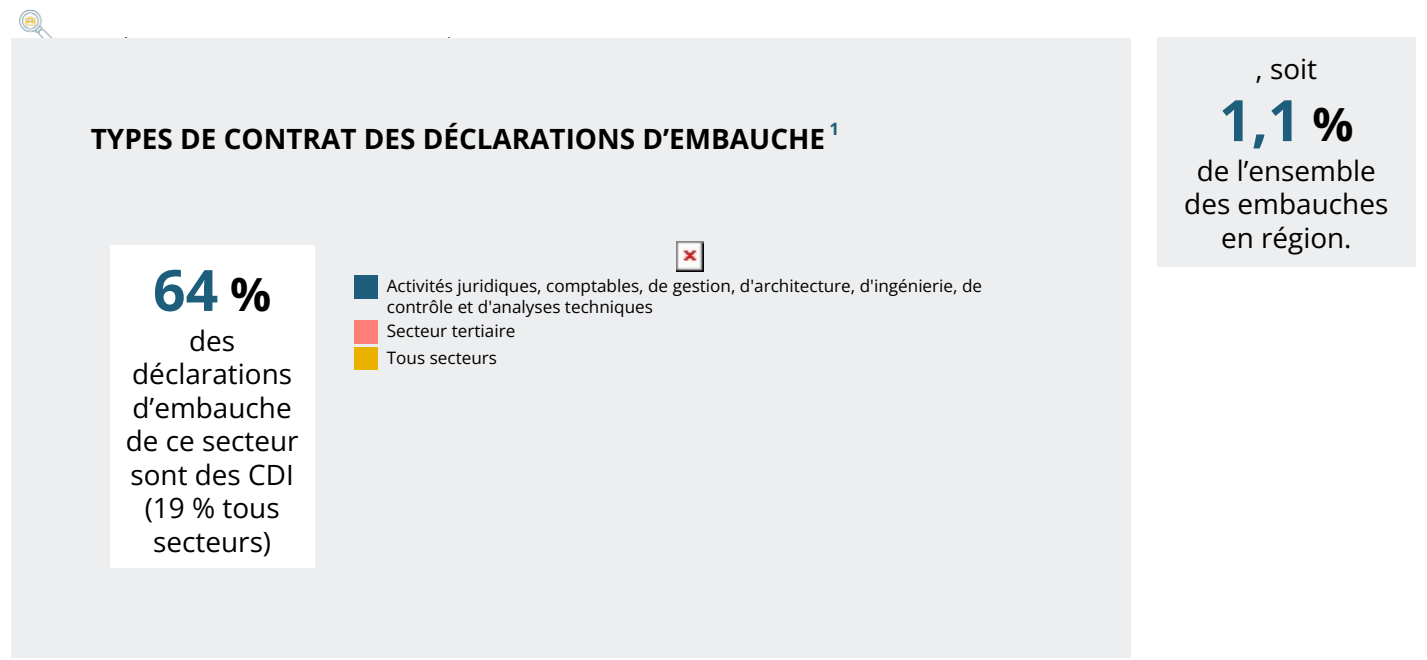 TYPES DE CONTRAT DES DÉCLARATIONS D’EMBAUCHE 1
64 %
des
déclarations
d’embauche
de ce secteur
sont des CDI
(19 % tous
secteurs)
Activités juridiques, comptables, de gestion, d'architecture, d'ingénierie, de
contrôle et d'analyses techniques
Secteur tertiaire
Tous secteurs
, soit
1,1 %
de l’ensemble
des embauches
en région.